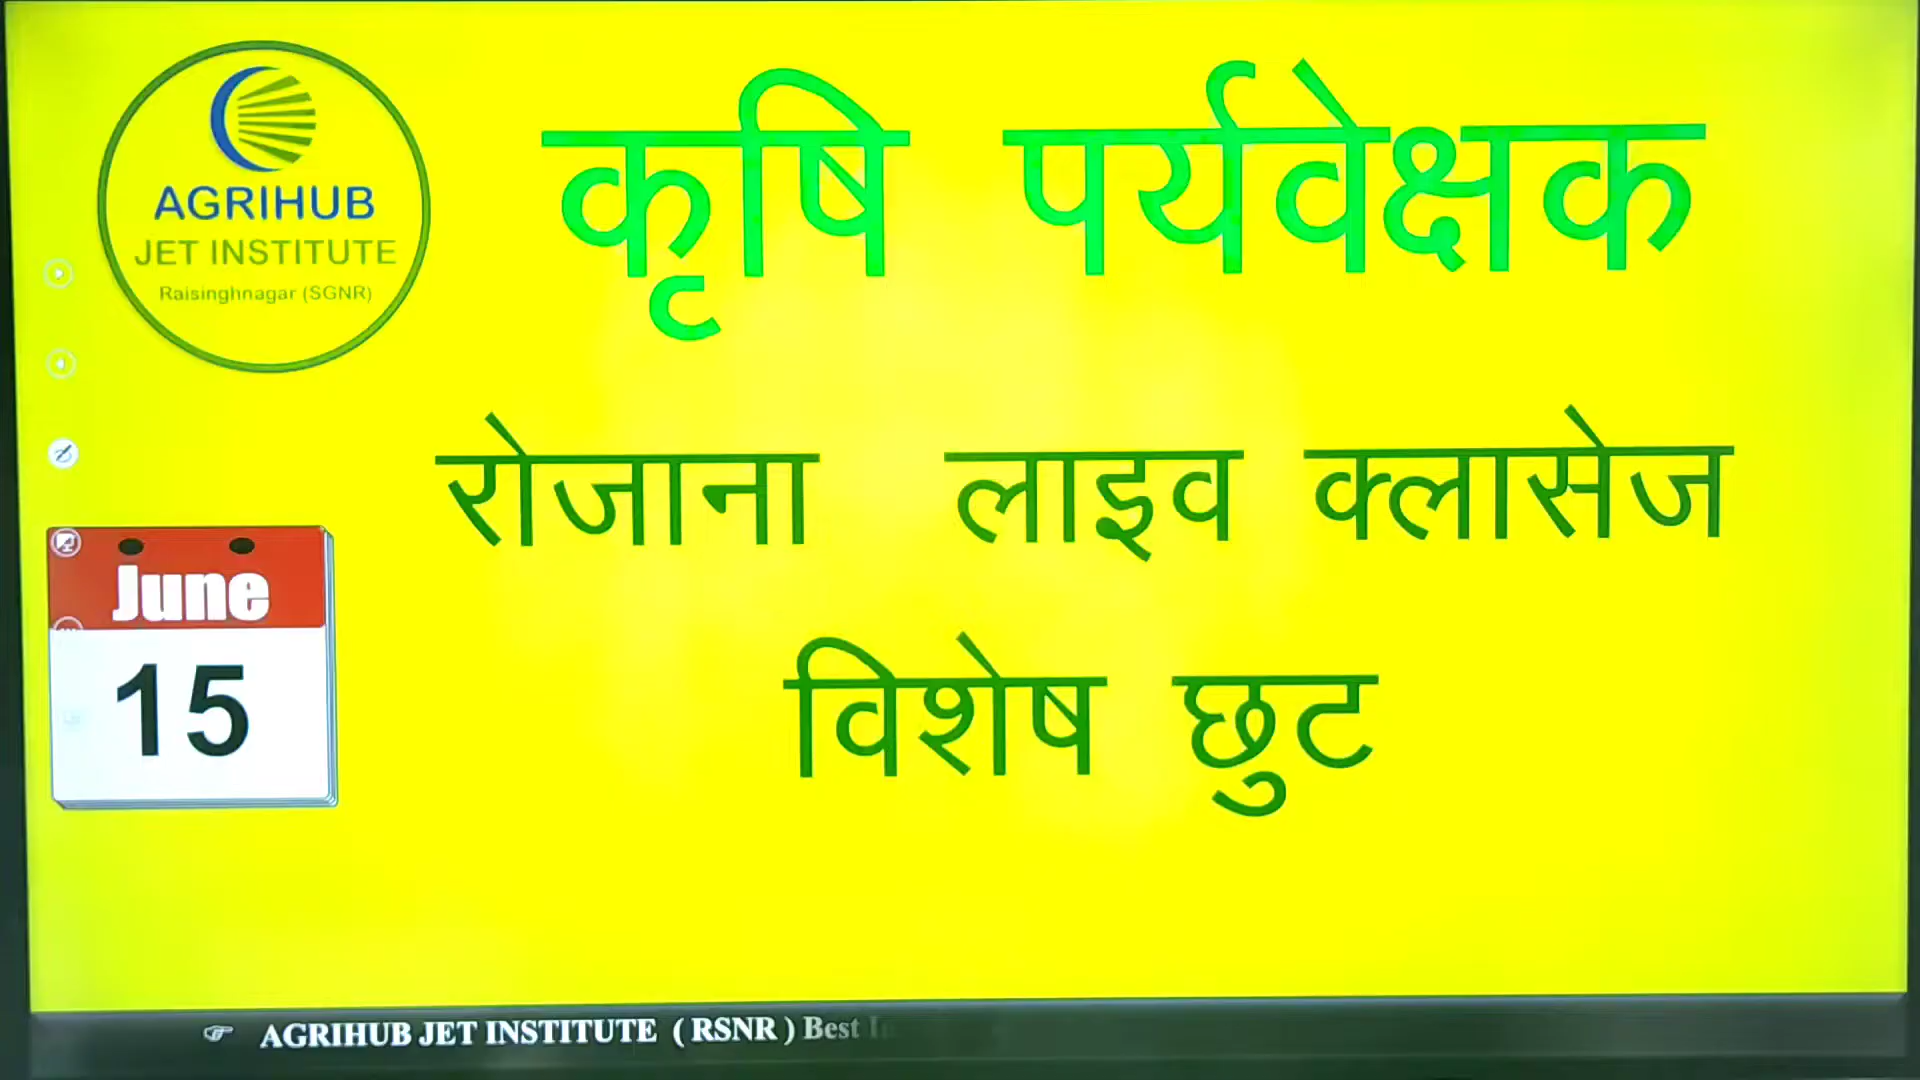 AGRIHUB
JET INSTITUTE
Raisinghnagar (SGNR)
कृषि पर्यवेक्षक
रोजाना लाइव क्लासेज
विशेष छुट
June
15
AGRIHUB JET INSTITUTE ( RSNR ) Best